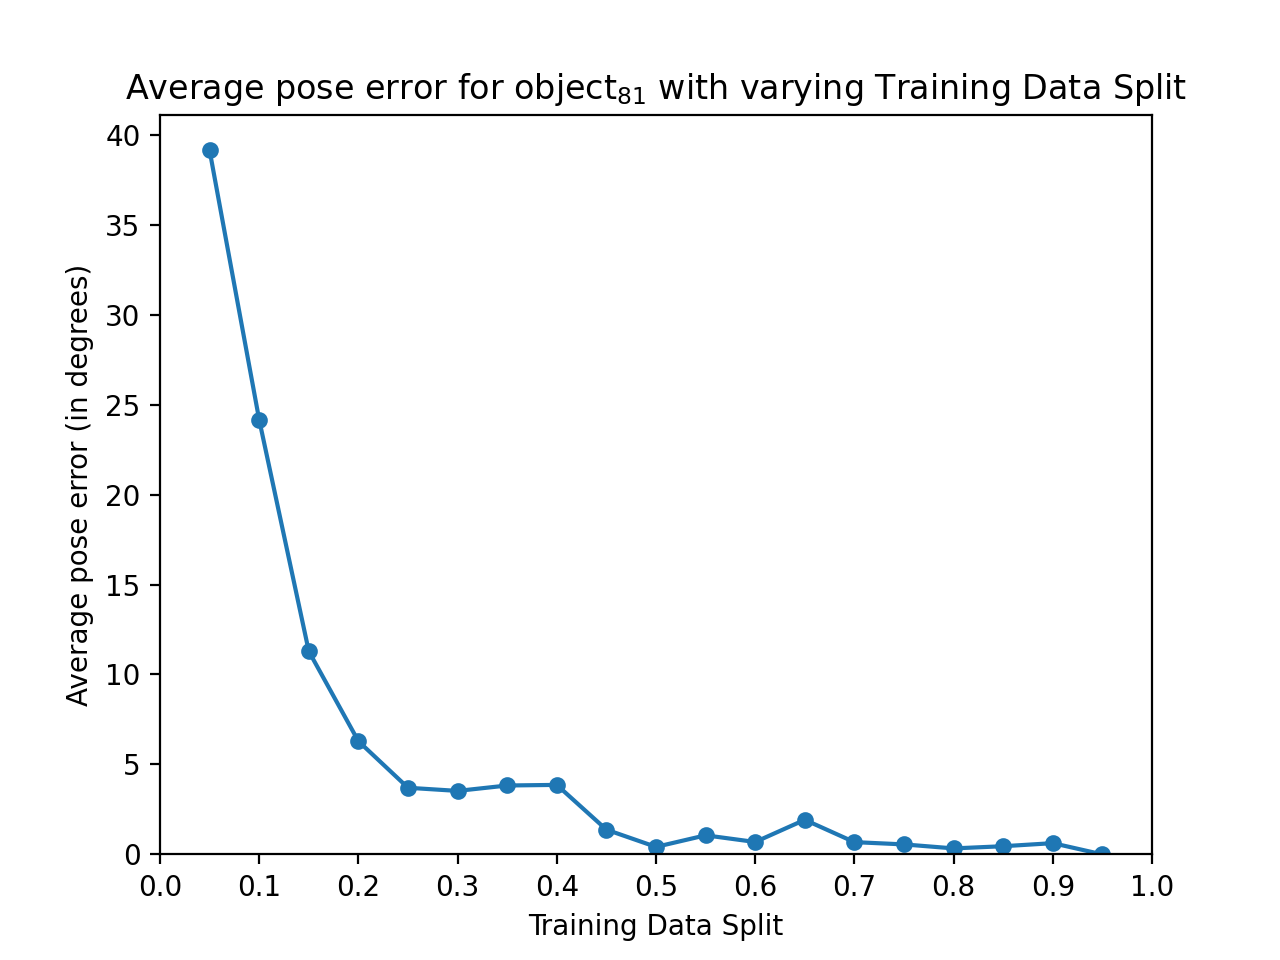 Average pose error for object₈₁ with varying Training Data Split
Average pose error (in degrees)
40
35
30
25
20
15
10
5
0
0.0 0.1 0.2 0.3 0.4 0.5 0.6 0.7 0.8 0.9 1.0
Training Data Split